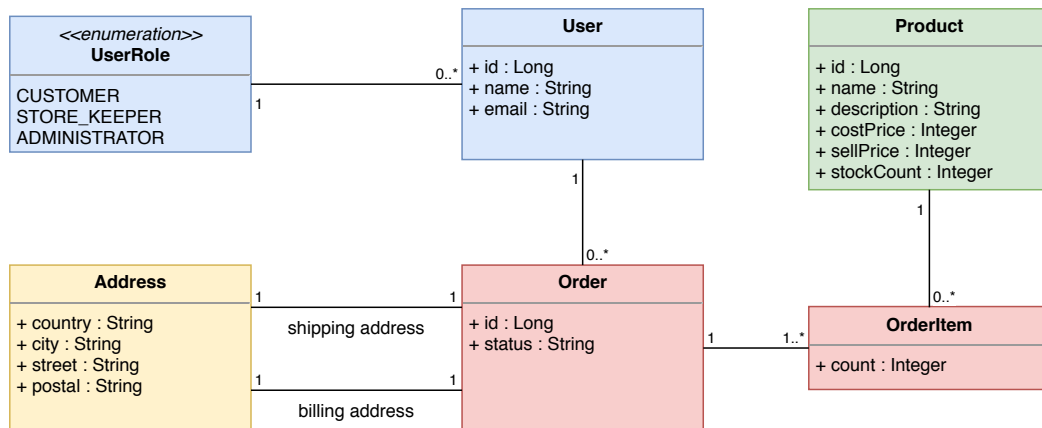 <<enumeration>>
UserRole
CUSTOMER
STORE_KEEPER
ADMINISTRATOR
1
0..*
User
+ id : Long
+ name : String
+ email : String
1
0..*
Product
+ id : Long
+ name : String
+ description : String
+ costPrice : Integer
+ sellPrice : Integer
+ stockCount : Integer
1
0..*
Address
+ country : String
+ city : String
+ street : String
+ postal : String
1
1
shipping address
1
1
billing address
Order
+ id : Long
+ status : String
1
1..*
OrderItem
+ count : Integer